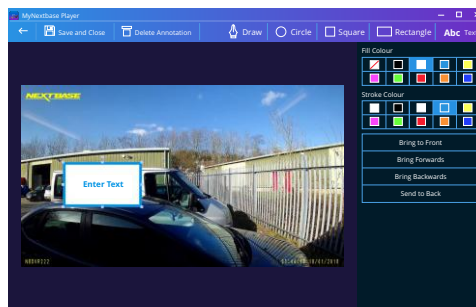 MyNextbase Player
Save and Close
Delete Annotation
Draw
Circle
Square
Rectangle
Abc Text
Fill Colour
NEXTBASE
Stroke Colour
Bring to Front
Bring Forwards
Enter Text
Bring Backwards
Send to Back